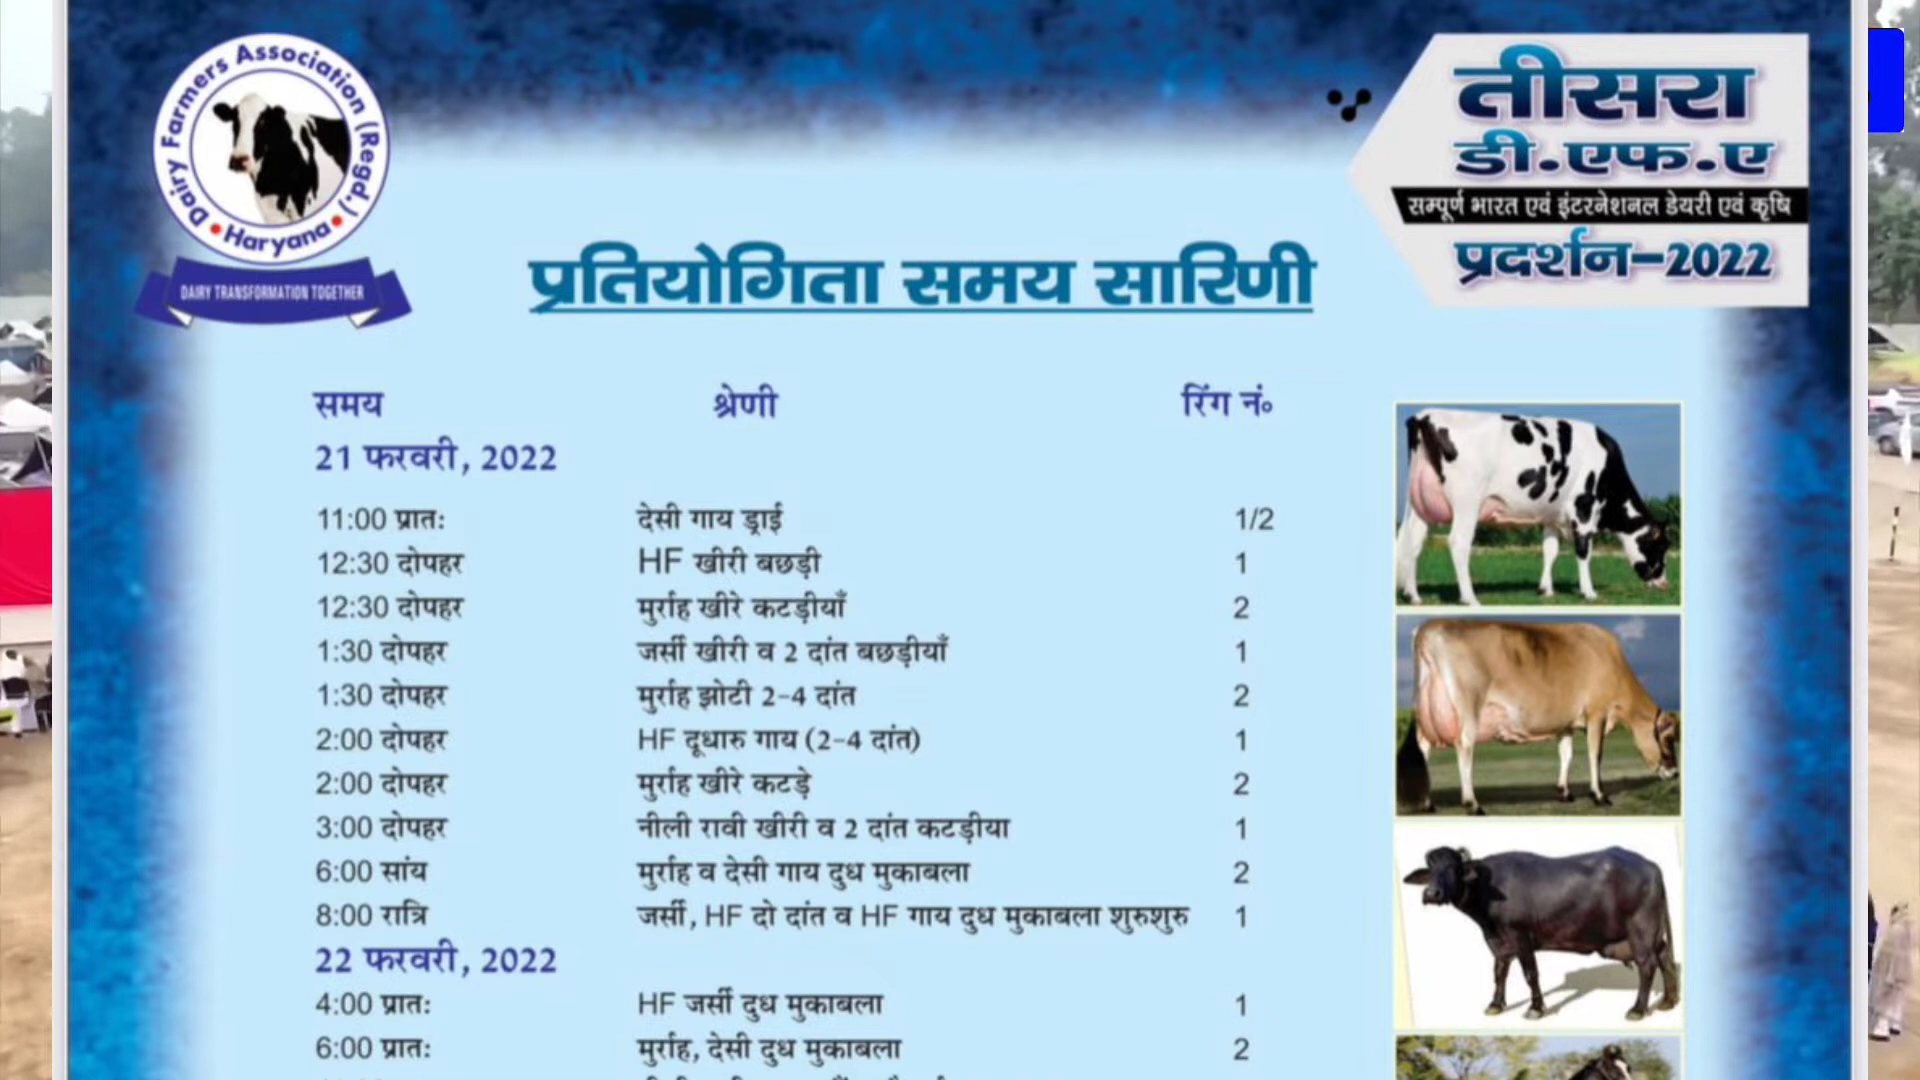 Dairy Farmers Association (Regd.)
• Haryana •
DAIRY TRANSFORMATION TOGETHER
तीसरा
डी.एफ.ए
सम्पूर्ण भारत एवं इंटरनेशनल डेयरी एवं कृषि
प्रदर्शन-2022
प्रतियोगिता समय सारिणी
समय श्रेणी रिंग नं॰
21 फरवरी, 2022
11:00 प्रातः देसी गाय ड्राई 1/2
12:30 दोपहर HF खीरी बछड़ी 1
12:30 दोपहर मुर्राह खीरे कटड़ीयाँ 2
1:30 दोपहर जर्सी खीरी व 2 दांत बछड़ीयाँ 1
1:30 दोपहर मुर्राह झोटी 2-4 दांत 2
2:00 दोपहर HF दूधारु गाय (2-4 दांत) 1
2:00 दोपहर मुर्राह खीरे कटड़े 2
3:00 दोपहर नीली रावी खीरी व 2 दांत कटड़ीया 1
6:00 सांय मुर्राह व देसी गाय दुध मुकाबला 2
8:00 रात्रि जर्सी, HF दो दांत व HF गाय दुध मुकाबला शुरुशुरु 1
22 फरवरी, 2022
4:00 प्रातः HF जर्सी दुध मुकाबला 1
6:00 प्रातः मुर्राह, देसी दुध मुकाबला 2